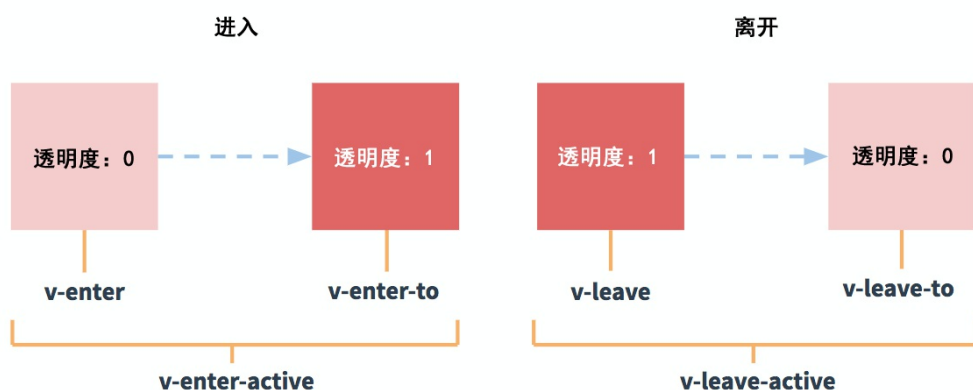 进入
离开
透明度：0
透明度：1
透明度：1
透明度：0
v-enter
v-enter-to
v-leave
v-leave-to
v-enter-active
v-leave-active